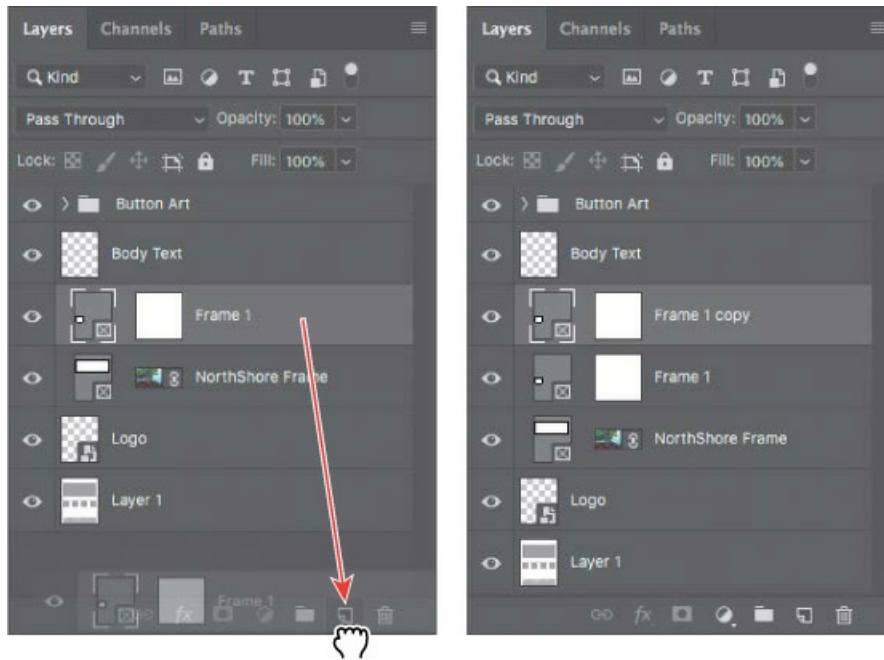 Layers Channels Paths
Kind T
Pass Through Opacity: 100%
Lock: Fill: 100%
Button Art
Body Text
Frame 1
NorthShore Frame
Logo
Layer 1
Frame 1
fx
Layers Channels Paths
Kind T
Pass Through Opacity: 100%
Lock: Fill: 100%
Button Art
Body Text
Frame 1 copy
Frame 1
NorthShore Frame
Logo
Layer 1
fx